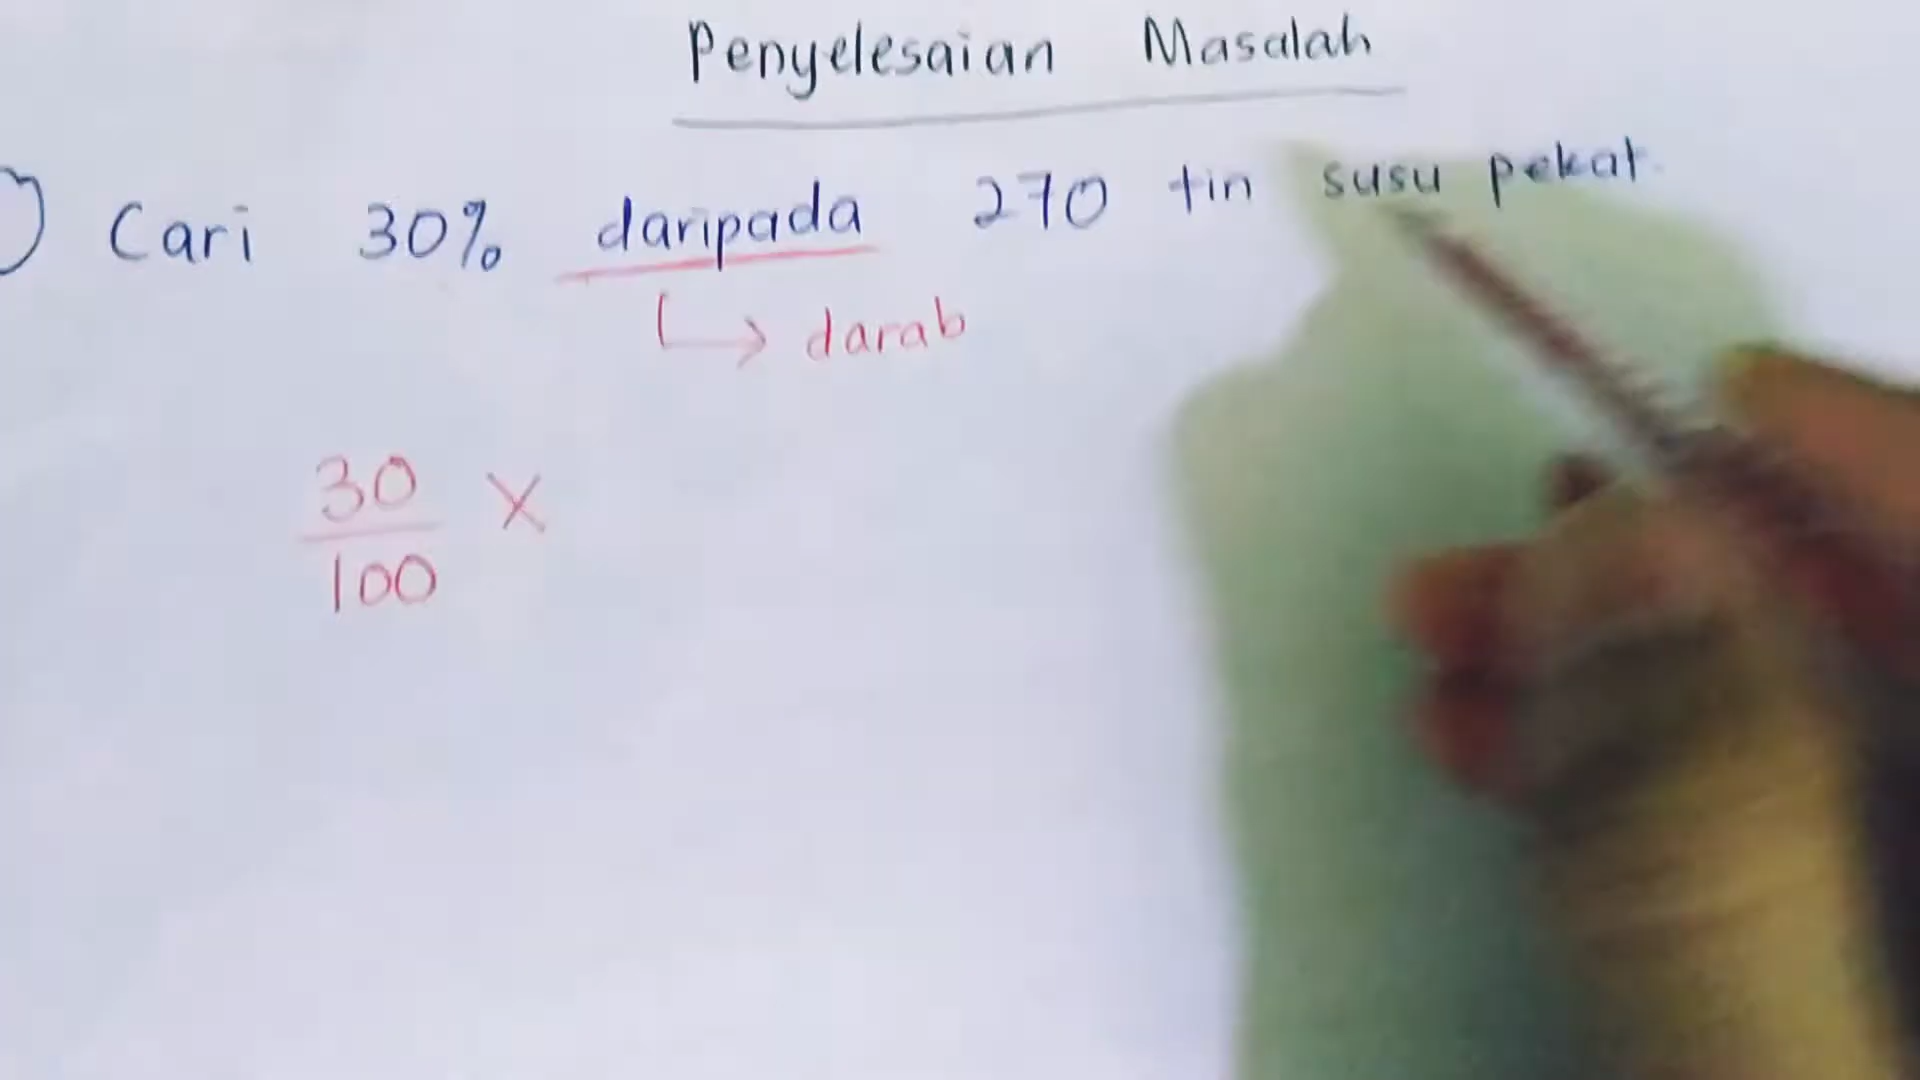 Penyelesaian Masalah
) Cari 30% daripada 270 tin susu pekat.
↳ darab
30
100
×